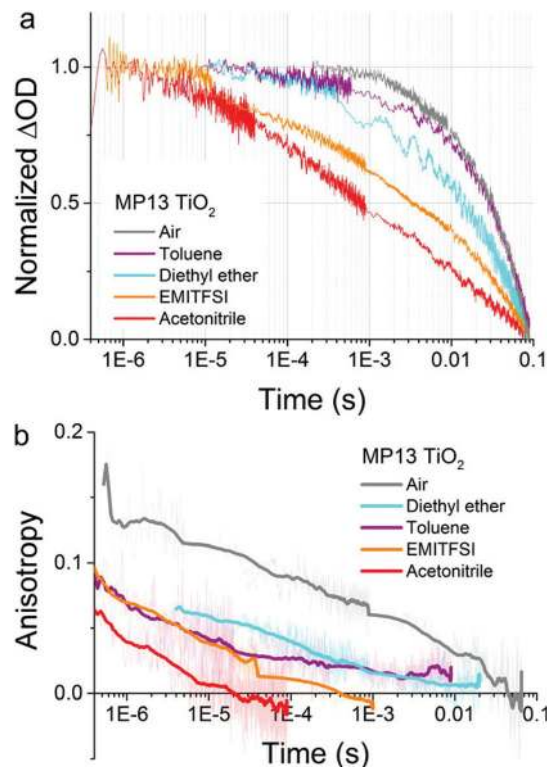 a
Normalized ΔOD
1.0
0.5
0.0
MP13 TiO₂
Air
Toluene
Diethyl ether
EMITFSI
Acetonitrile
1E-6 1E-5 1E-4 1E-3 0.01 0.1
Time (s)
b
Anisotropy
0.2
0.1
0.0
MP13 TiO₂
Air
Diethyl ether
Toluene
EMITFSI
Acetonitrile
1E-6 1E-5 1E-4 1E-3 0.01 0.1
Time (s)